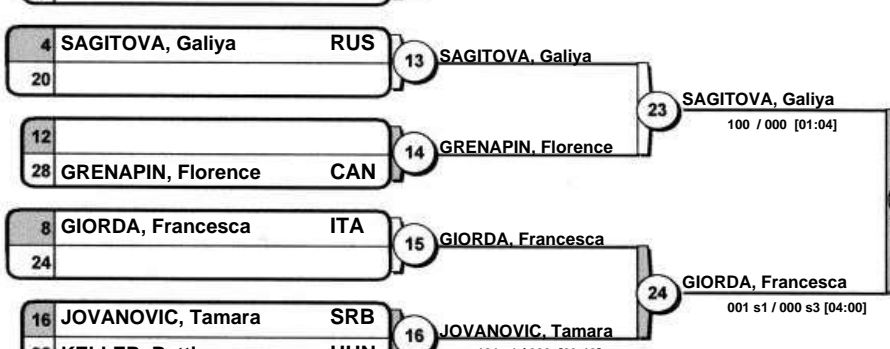 4 SAGITOVA, Galiya RUS
20
13
SAGITOVA, Galiya
23
SAGITOVA, Galiya
100 / 000 [01:04]
12
28 GRENAPIN, Florence CAN
14
GRENAPIN, Florence
8 GIORDA, Francesca ITA
24
15
GIORDA, Francesca
24
GIORDA, Francesca
001 s1 / 000 s3 [04:00]
16 JOVANOVIC, Tamara SRB
16
JOVANOVIC, Tamara